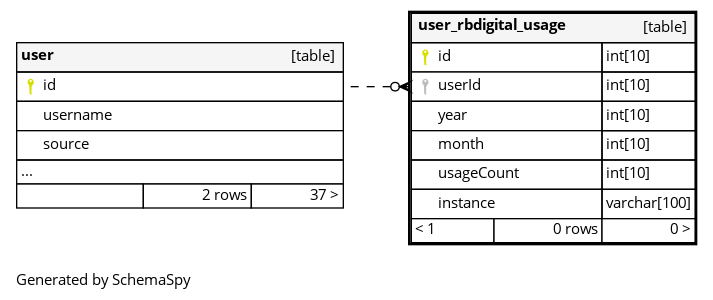 user [table]
id
username
source
...
2 rows 37 >
user_rbdigital_usage [table]
id int[10]
userId int[10]
year int[10]
month int[10]
usageCount int[10]
instance varchar[100]
< 1 0 rows 0 >
Generated by SchemaSpy